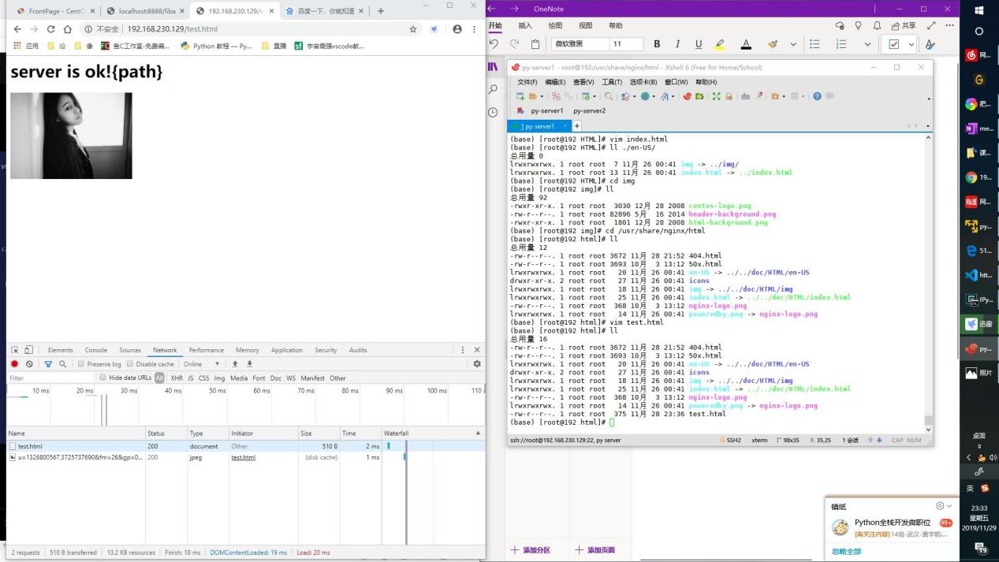 FrontPage - CentO
localhost:8888/liba
192.168.230.129/t
百度一下，你就知道
不安全 | 192.168.230.129/test.html
应用
论
像
鱼C工作室-免费编...
Python 教程 — Py...
直播
宇宙最强vscode教...
server is ok!{path}
Elements Console Sources Network Performance Memory Application Security Audits
Preserve log Disable cache Online
Filter Hide data URLs All XHR JS CSS Img Media Font Doc WS Manifest Other
10 ms 20 ms 30 ms 40 ms 50 ms 60 ms 70 ms 80 ms 90 ms 100 ms 110
Name Status Type Initiator Size Time Waterfall
test.html 200 document Other 510 B 2 ms
u=1326800567,3725737690&fm=26&gp=0... 200 jpeg test.html (disk cache) 1 ms
2 requests 510 B transferred 13.2 KB resources Finish: 18 ms DOMContentLoaded: 19 ms Load: 20 ms
OneNote
开始 插入 绘图 视图 帮助 共享
微软雅黑 11 B I U A
py-server1 - root@192:/usr/share/nginx/html - Xshell 6 (Free for Home/School)
文件(F) 编辑(E) 查看(V) 工具(T) 选项卡(B) 窗口(W) 帮助(H)
py-server1 py-server2
1 py-server1
(base) [root@192 HTML]# vim index.html
(base) [root@192 HTML]# ll ./en-US/
总用量 0
lrwxrwxrwx. 1 root root 7 11月 26 00:41 img -> ../img/
lrwxrwxrwx. 1 root root 13 11月 26 00:41 index.html -> ../index.html
(base) [root@192 HTML]# cd img
(base) [root@192 img]# ll
总用量 92
-rwxr-xr-x. 1 root root 3030 12月 28 2008 centos-logo.png
-rw-r--r--. 1 root root 82896 5月 16 2014 header-background.png
-rwxr-xr-x. 1 root root 1801 12月 28 2008 html-background.png
(base) [root@192 img]# cd /usr/share/nginx/html
(base) [root@192 html]# ll
总用量 12
-rw-r--r--. 1 root root 3672 11月 28 21:52 404.html
-rw-r--r--. 1 root root 3693 10月 3 13:12 50x.html
lrwxrwxrwx. 1 root root 20 11月 26 00:41 en-US -> ../../doc/HTML/en-US
drwxr-xr-x. 2 root root 27 11月 26 00:41 icons
lrwxrwxrwx. 1 root root 18 11月 26 00:41 img -> ../../doc/HTML/img
lrwxrwxrwx. 1 root root 25 11月 26 00:41 index.html -> ../../doc/HTML/index.html
-rw-r--r--. 1 root root 368 10月 3 13:12 nginx-logo.png
lrwxrwxrwx. 1 root root 14 11月 26 00:41 poweredby.png -> nginx-logo.png
(base) [root@192 html]# vim test.html
(base) [root@192 html]# ll
总用量 16
-rw-r--r--. 1 root root 3672 11月 28 21:52 404.html
-rw-r--r--. 1 root root 3693 10月 3 13:12 50x.html
lrwxrwxrwx. 1 root root 20 11月 26 00:41 en-US -> ../../doc/HTML/en-US
drwxr-xr-x. 2 root root 27 11月 26 00:41 icons
lrwxrwxrwx. 1 root root 18 11月 26 00:41 img -> ../../doc/HTML/img
lrwxrwxrwx. 1 root root 25 11月 26 00:41 index.html -> ../../doc/HTML/index.html
-rw-r--r--. 1 root root 368 10月 3 13:12 nginx-logo.png
lrwxrwxrwx. 1 root root 14 11月 26 00:41 poweredby.png -> nginx-logo.png
-rw-r--r--. 1 root root 375 11月 28 23:36 test.html
(base) [root@192 html]#
ssh://root@192.168.230.129:22, py server SSH2 xterm 98x35 35,25 1 会话 CAP NUM
添加分区
添加页面
镇纸
Python全栈开发微职位 99+
[有关注内容]14组-武汉-黄宇航:...
忽略全部
网...
把...
me...
课...
19...
有道 网...
py...
51...
htt...
IPy...
迅雷
py...
照片
桌面
英
23:33
星期五
2019/11/29
19